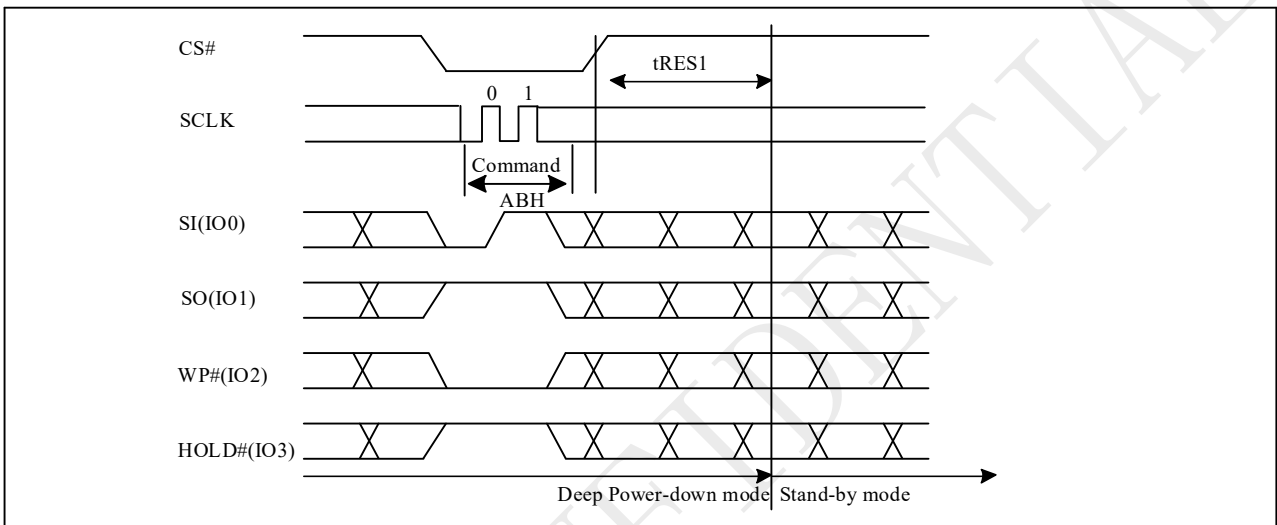 CS#
tRES1
0 1
SCLK
Command
ABH
SI(IO0)
SO(IO1)
WP#(IO2)
HOLD#(IO3)
Deep Power-down mode Stand-by mode